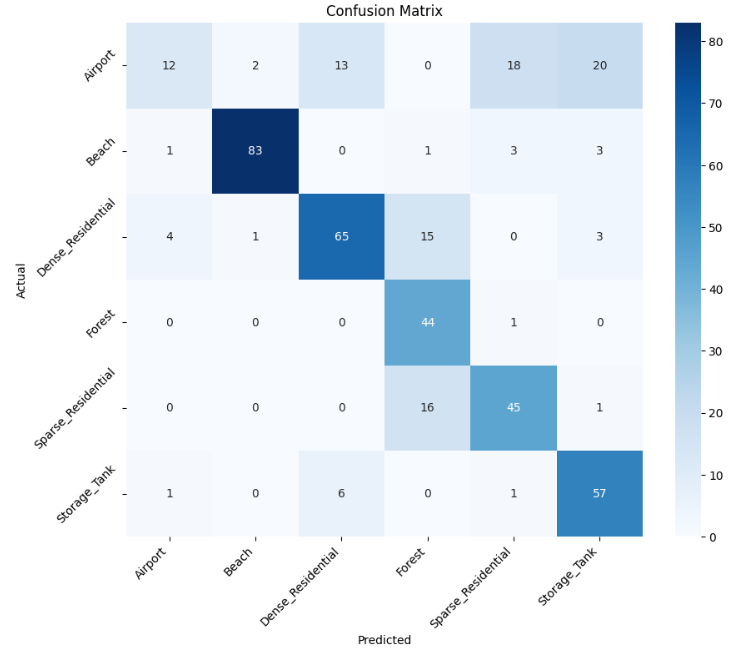 Confusion Matrix
Actual
Airport 12 2 13 0 18 20
Beach 1 83 0 1 3 3
Dense_Residential 4 1 65 15 0 3
Forest 0 0 0 44 1 0
Sparse_Residential 0 0 0 16 45 1
Storage_Tank 1 0 6 0 1 57
Airport Beach Dense_Residential Forest Sparse_Residential Storage_Tank
Predicted
80
70
60
50
40
30
20
10
0